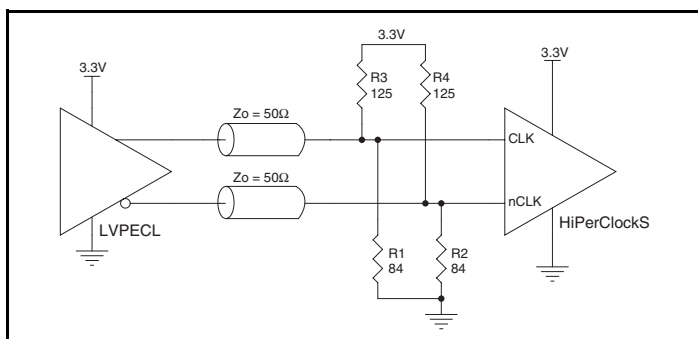 3.3V
3.3V
3.3V
R3
125
R4
125
Zo = 50Ω
CLK
Zo = 50Ω
nCLK
LVPECL
HiPerClockS
R1
84
R2
84